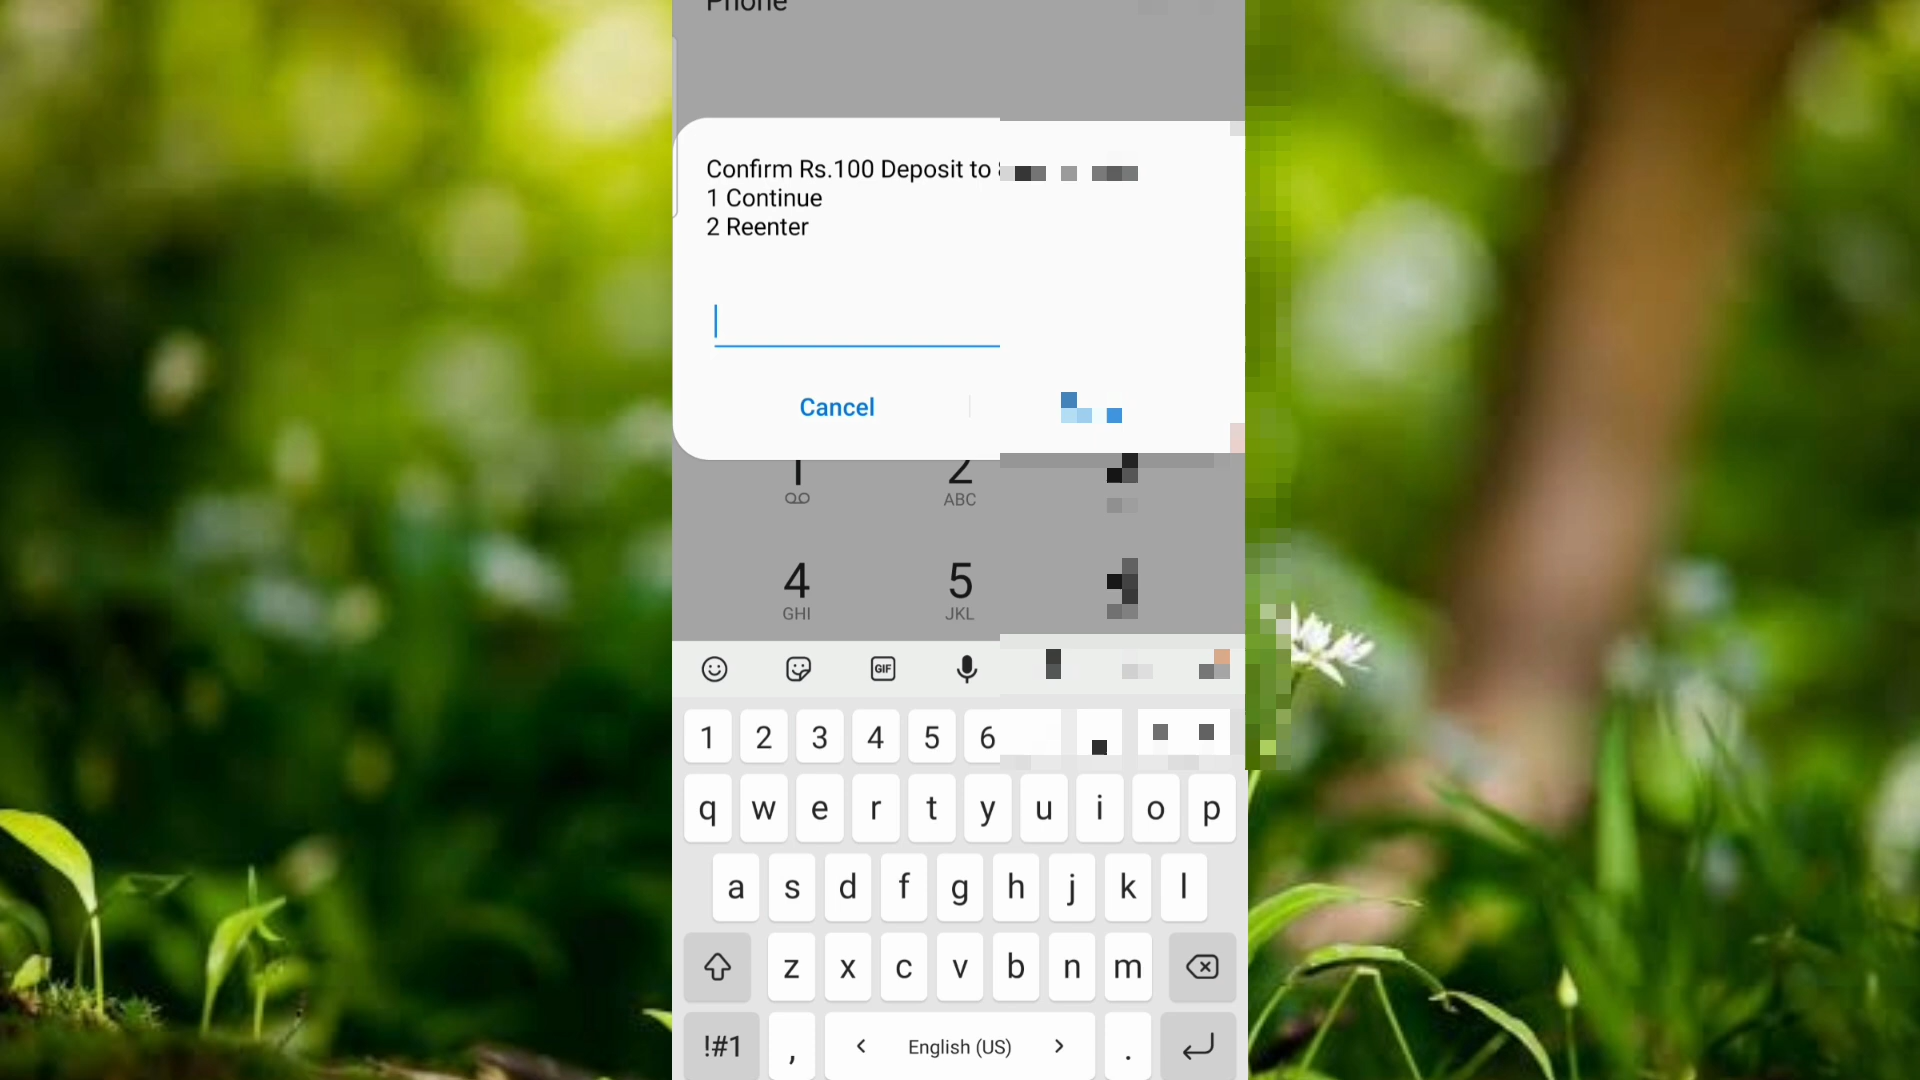 Phone
Confirm Rs.100 Deposit to
1 Continue
2 Reenter
Cancel
1 2
ABC
4 5
GHI JKL
GIF
1 2 3 4 5 6
q w e r t y u i o p
a s d f g h j k l
z x c v b n m
!#1 , < English (US) > .